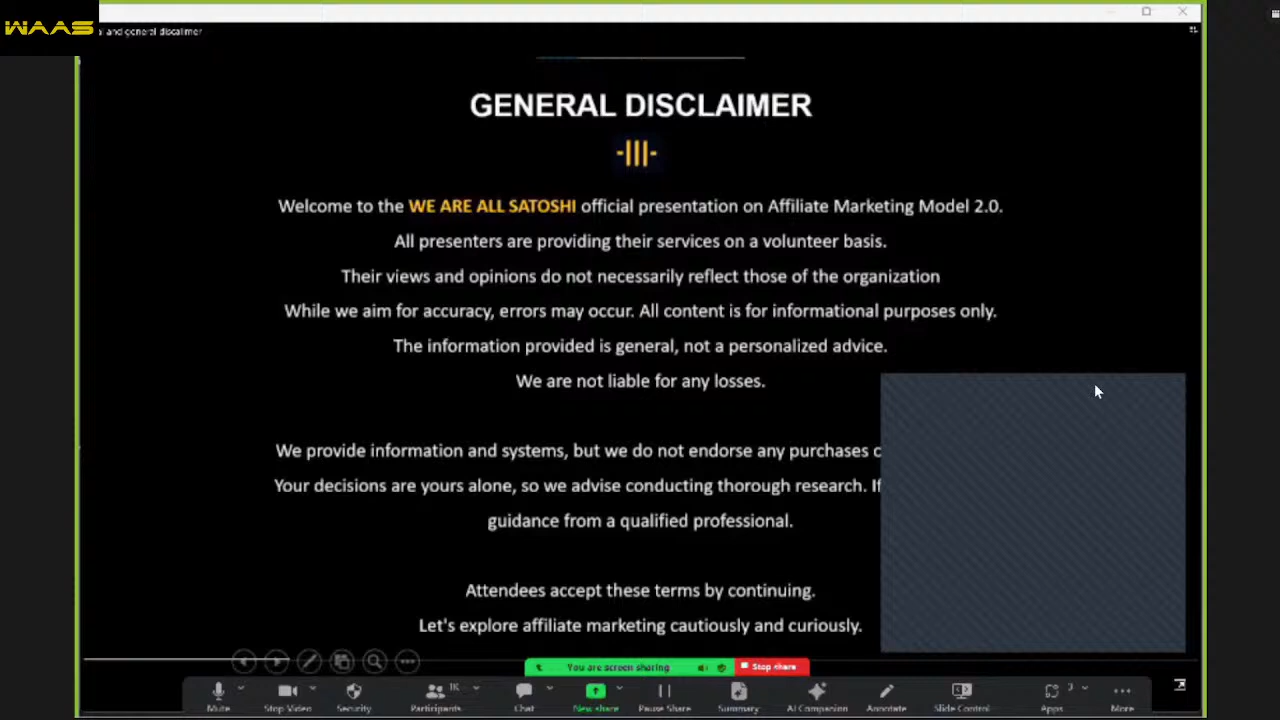 WAAS
al and general disclaimer
GENERAL DISCLAIMER
Welcome to the WE ARE ALL SATOSHI official presentation on Affiliate Marketing Model 2.0.
All presenters are providing their services on a volunteer basis.
Their views and opinions do not necessarily reflect those of the organization
While we aim for accuracy, errors may occur. All content is for informational purposes only.
The information provided is general, not a personalized advice.
We are not liable for any losses.
We provide information and systems, but we do not endorse any purchases
Your decisions are yours alone, so we advise conducting thorough research. If
guidance from a qualified professional.
Attendees accept these terms by continuing.
Let's explore affiliate marketing cautiously and curiously.
You are screen sharing Stop share
1K 3
Mute Stop Video Security Participants Chat New share Pause Share Summary AI Companion Annotate Slide Control Apps More